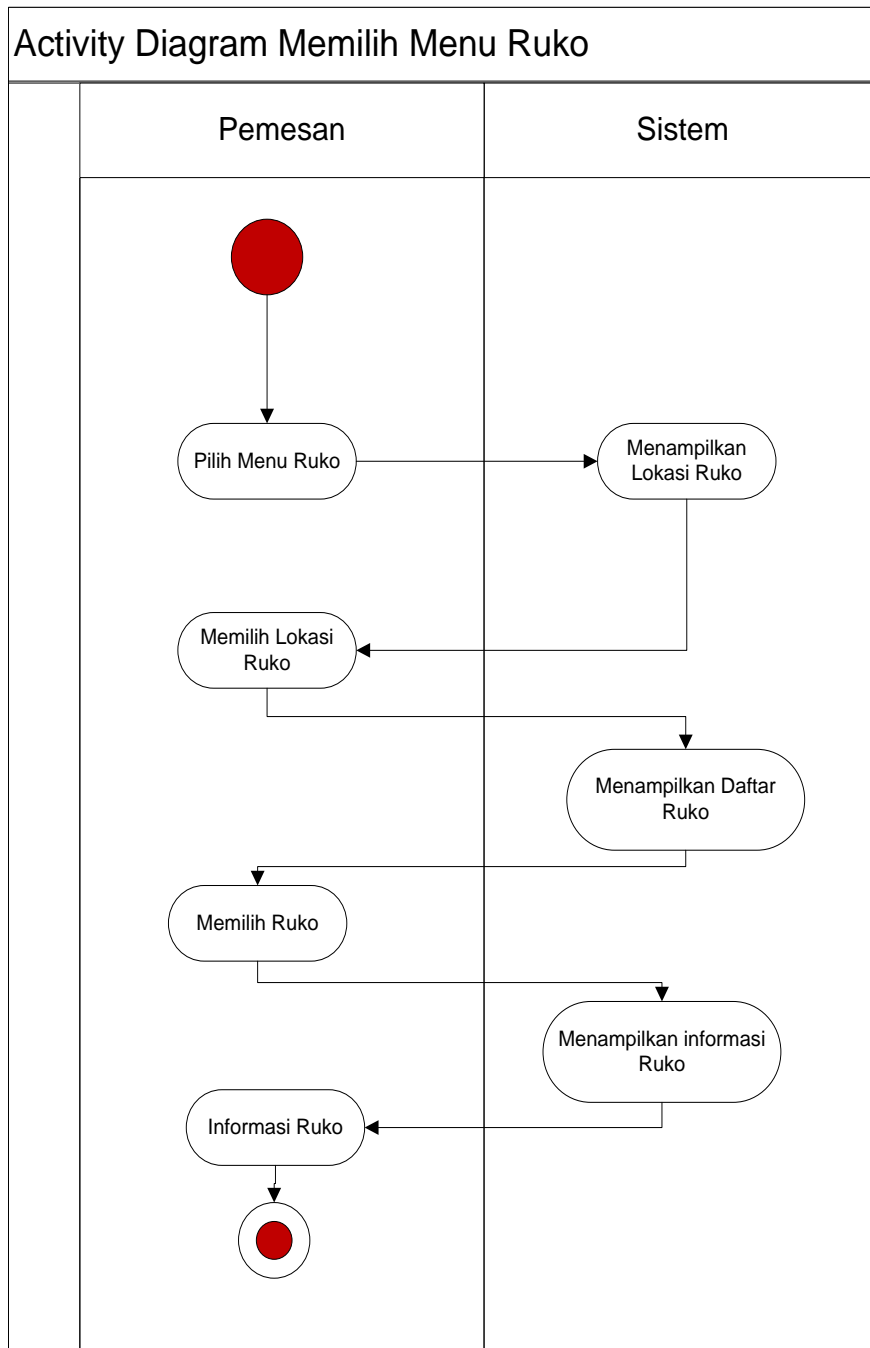 Activity Diagram Memilih Menu Ruko
Pemesan
Sistem
Pilih Menu Ruko
Menampilkan
Lokasi Ruko
Memilih Lokasi
Ruko
Menampilkan Daftar
Ruko
Memilih Ruko
Menampilkan informasi
Ruko
Informasi Ruko